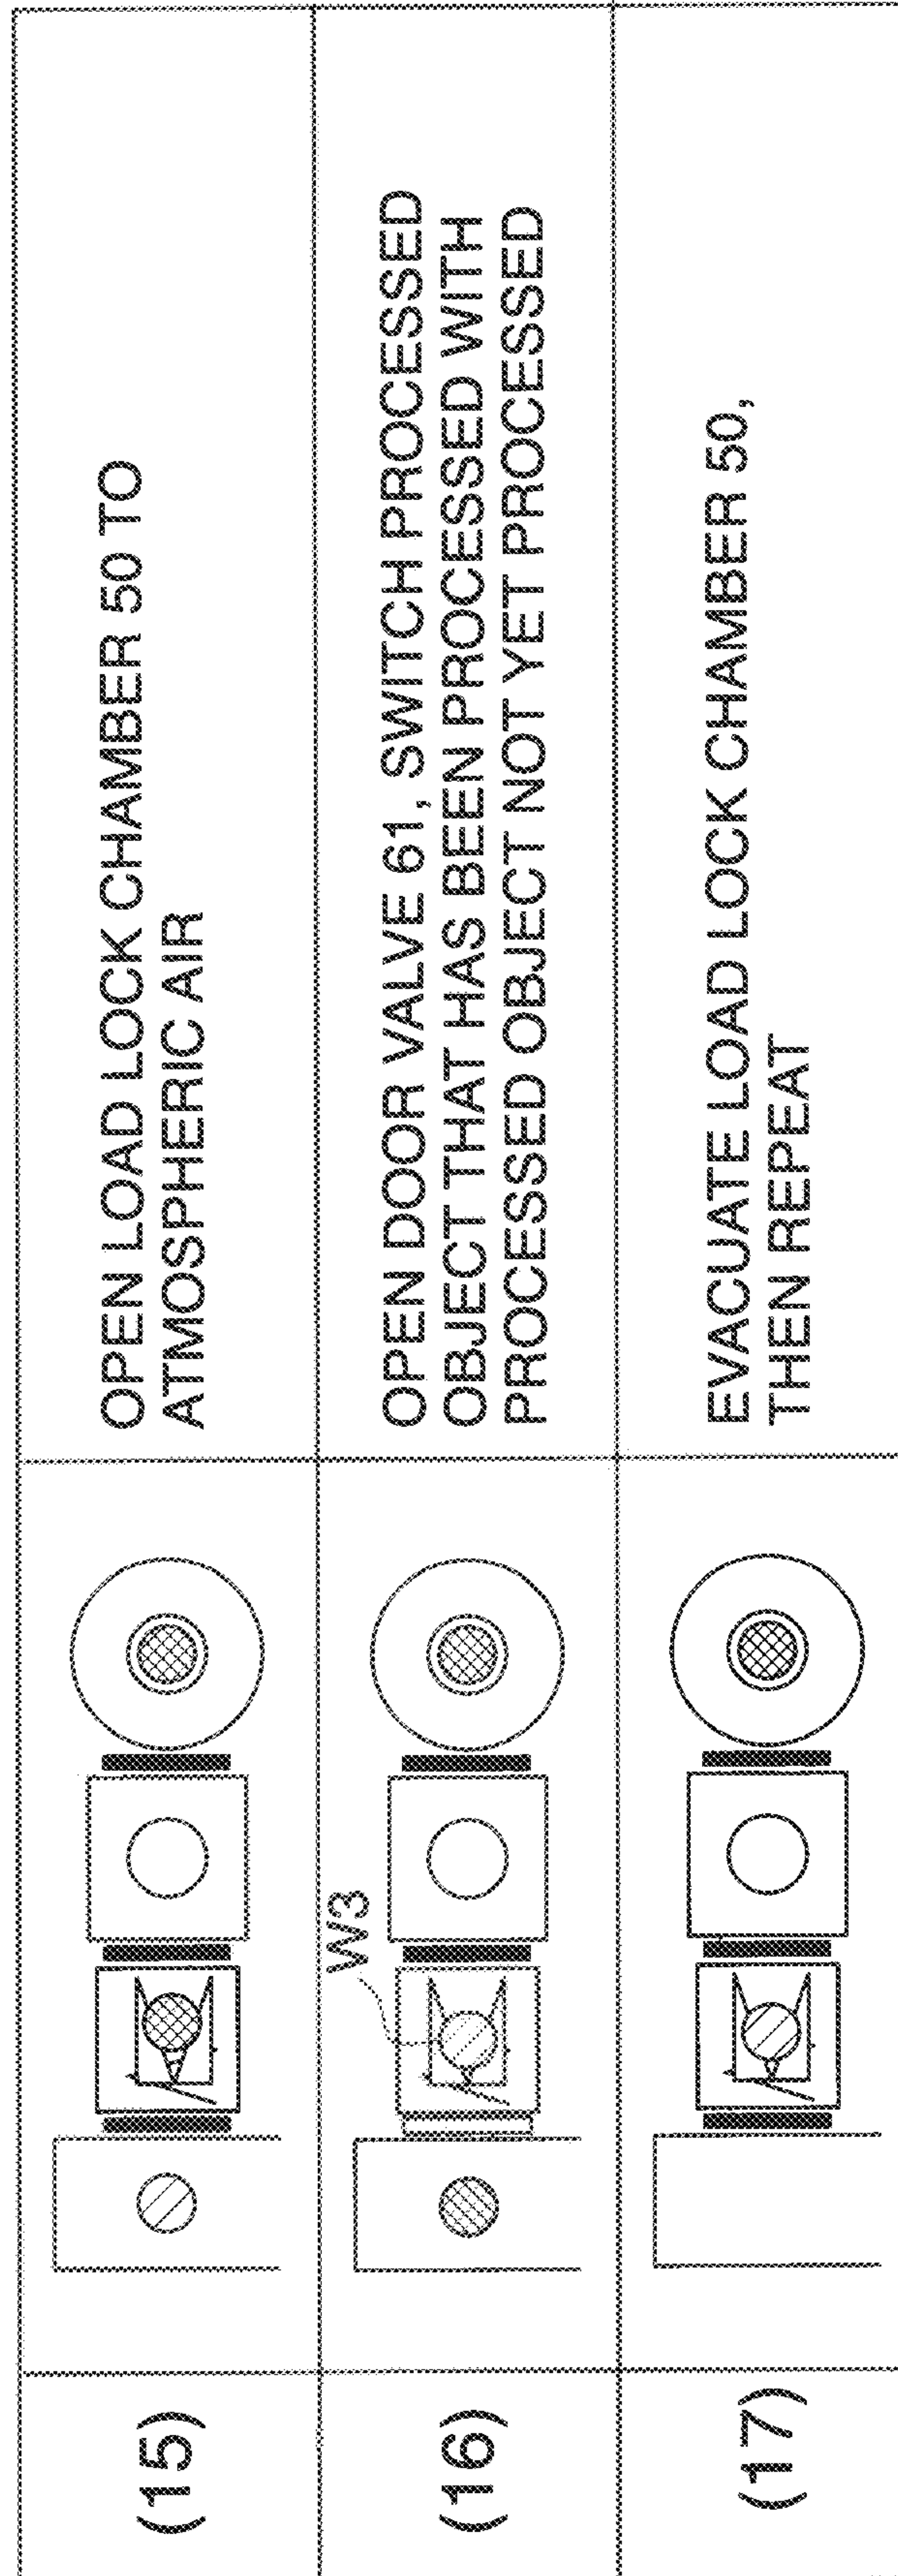 (15)
OPEN LOAD LOCK CHAMBER 50 TO
ATMOSPHERIC AIR
(16)
W3
OPEN DOOR VALVE 61, SWITCH PROCESSED
OBJECT THAT HAS BEEN PROCESSED WITH
PROCESSED OBJECT NOT YET PROCESSED
(17)
EVACUATE LOAD LOCK CHAMBER 50,
THEN REPEAT